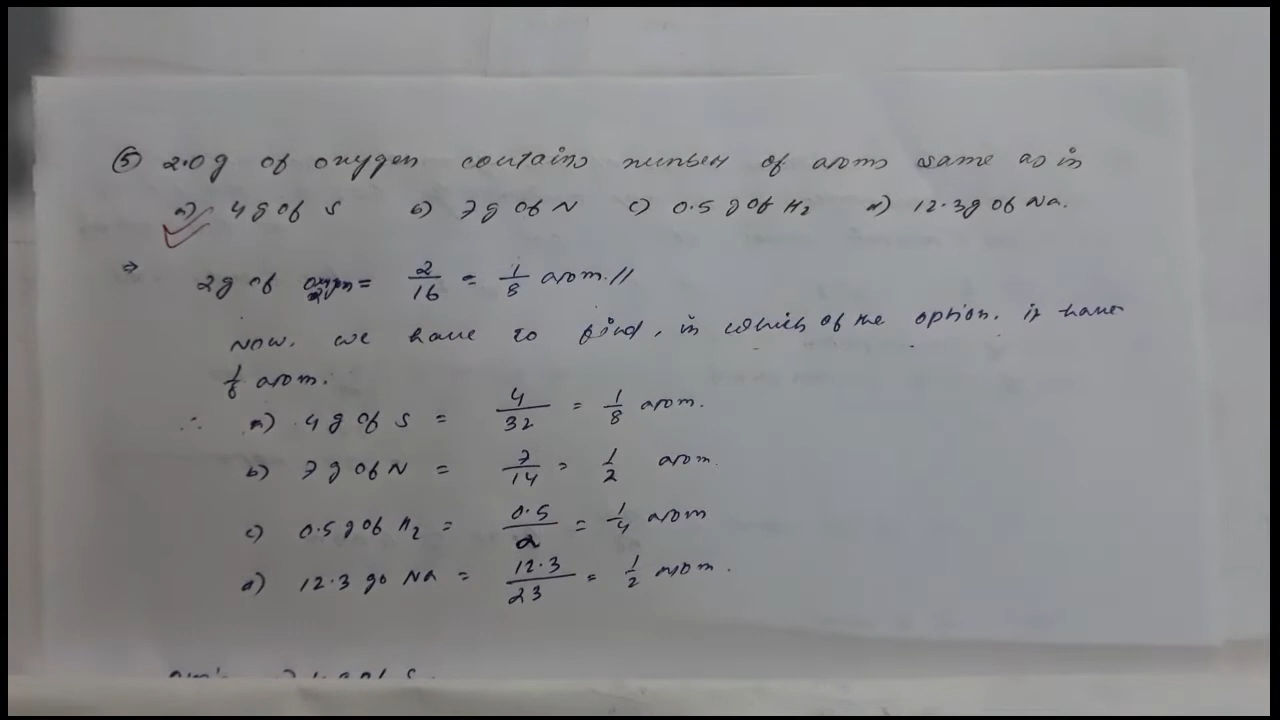 ⑤ 2.0g of oxygen contains number of atoms same as in
a) 4g of S b) 7g of N c) 0.5 g of H₂ d) 12.3g of Na.
⇒ 2g of oxygen = 2/16 = 1/8 atom.//
Now. we have to find, in which of the option. it have
1/8 atom.
∴ a) 4g of S = 4/32 = 1/8 atom.
b) 7g of N = 7/14 = 1/2 atom.
c) 0.5 g of H₂ = 0.5/2 = 1/4 atom
d) 12.3 go Na = 12.3/23 = 1/2 atom.